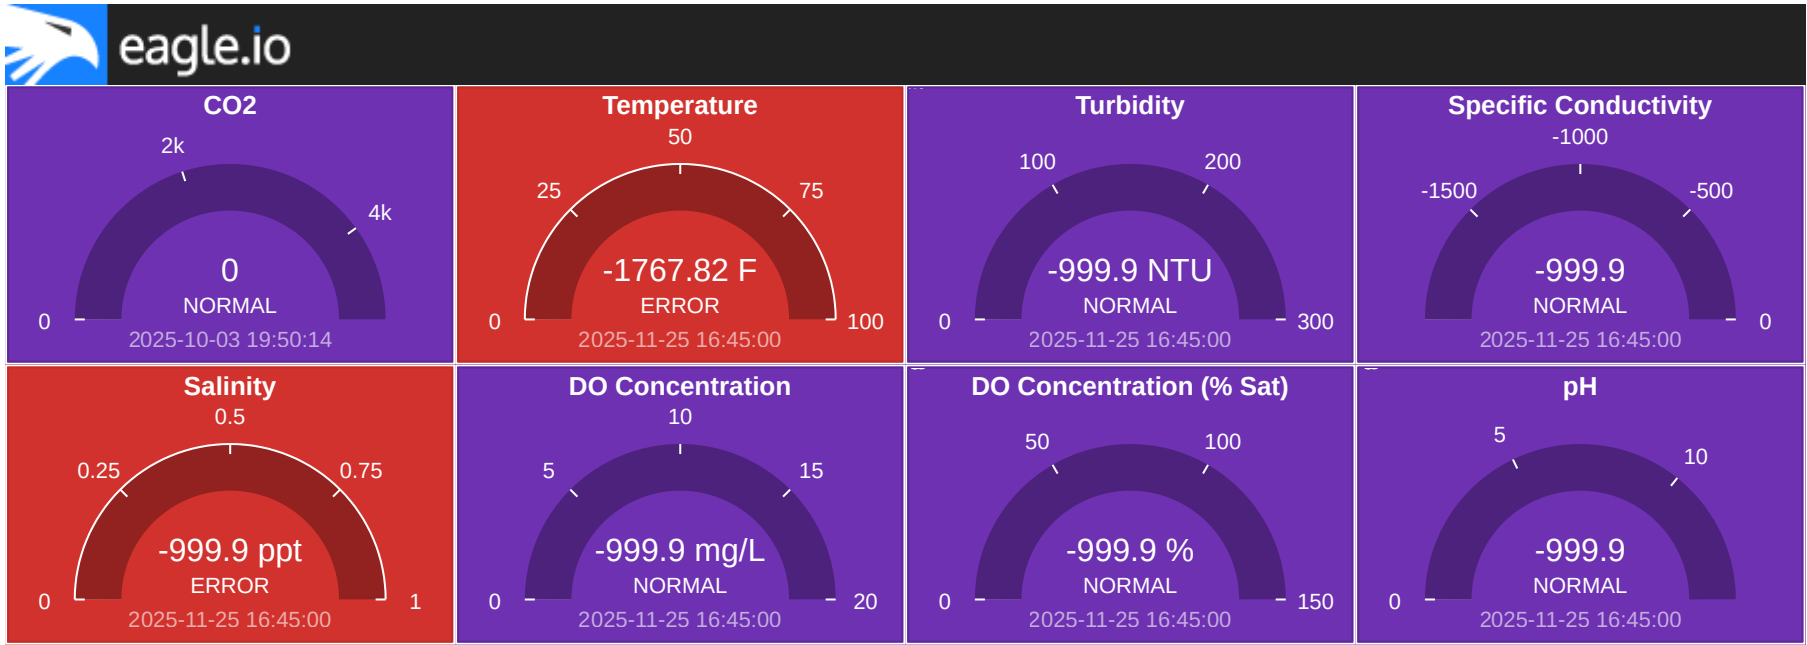 eagle.io
CO2
2k
4k
0
NORMAL
0
2025-10-03 19:50:14
Temperature
50
25
75
-1767.82 F
ERROR
0
100
2025-11-25 16:45:00
Turbidity
100
200
-999.9 NTU
NORMAL
0
300
2025-11-25 16:45:00
Specific Conductivity
-1000
-1500
-500
-999.9
NORMAL
0
2025-11-25 16:45:00
Salinity
0.5
0.25
0.75
-999.9 ppt
ERROR
0
1
2025-11-25 16:45:00
DO Concentration
10
5
15
-999.9 mg/L
NORMAL
0
20
2025-11-25 16:45:00
DO Concentration (% Sat)
50
100
-999.9 %
NORMAL
0
150
2025-11-25 16:45:00
pH
5
10
-999.9
NORMAL
0
2025-11-25 16:45:00